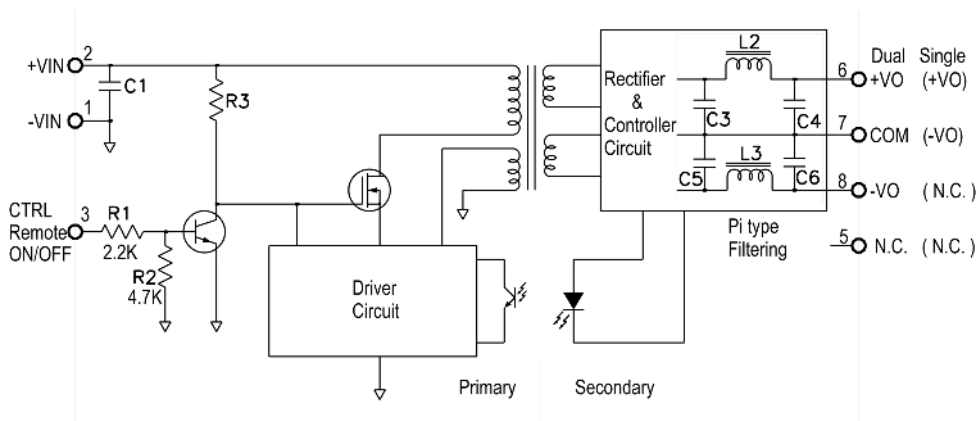 +VIN
2
C1
1
-VIN
R3
CTRL
Remote
ON/OFF
3
R1
2.2K
R2
4.7K
Driver
Circuit
Primary
Secondary
Rectifier
&
Controller
Circuit
L2
C3
C4
L3
C5
C6
Pi type
Filtering
Dual Single
6 +VO (+VO)
7 COM (-VO)
8 -VO ( N.C. )
5 N.C. ( N.C. )